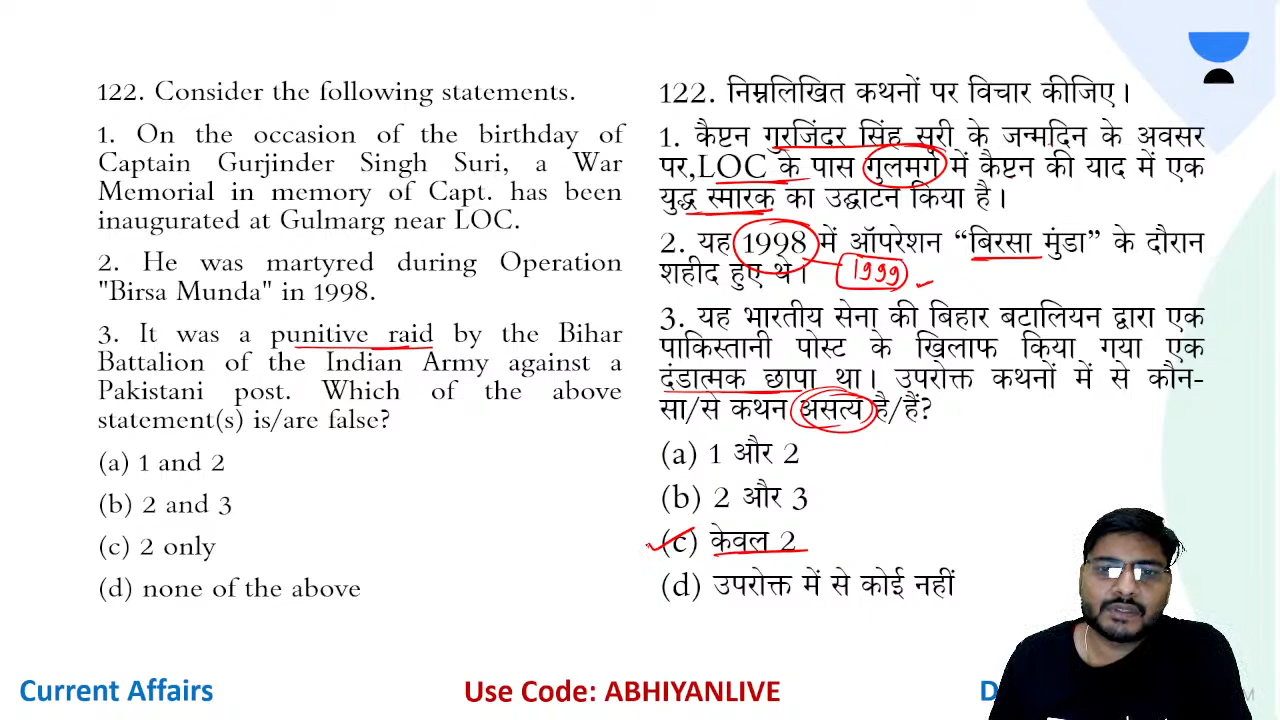 122. Consider the following statements.
1. On the occasion of the birthday of
Captain Gurjinder Singh Suri, a War
Memorial in memory of Capt. has been
inaugurated at Gulmarg near LOC.
2. He was martyred during Operation
"Birsa Munda" in 1998.
3. It was a punitive raid by the Bihar
Battalion of the Indian Army against a
Pakistani post. Which of the above
statement(s) is/are false?
(a) 1 and 2
(b) 2 and 3
(c) 2 only
(d) none of the above
122. निम्नलिखित कथनों पर विचार कीजिए।
1. कैप्टन गुरजिंदर सिंह सूरी के जन्मदिन के अवसर
पर,LOC के पास गुलमर्ग में कैप्टन की याद में एक
युद्ध स्मारक का उद्घाटन किया है।
2. यह 1998 में ऑपरेशन “बिरसा मुंडा” के दौरान
शहीद हुए थे। 1999
3. यह भारतीय सेना की बिहार बटालियन द्वारा एक
पाकिस्तानी पोस्ट के खिलाफ किया गया एक
दंडात्मक छापा था। उपरोक्त कथनों में से कौन-
सा/से कथन असत्य है/हैं?
(a) 1 और 2
(b) 2 और 3
(c) केवल 2
(d) उपरोक्त में से कोई नहीं
Current Affairs
Use Code: ABHIYANLIVE